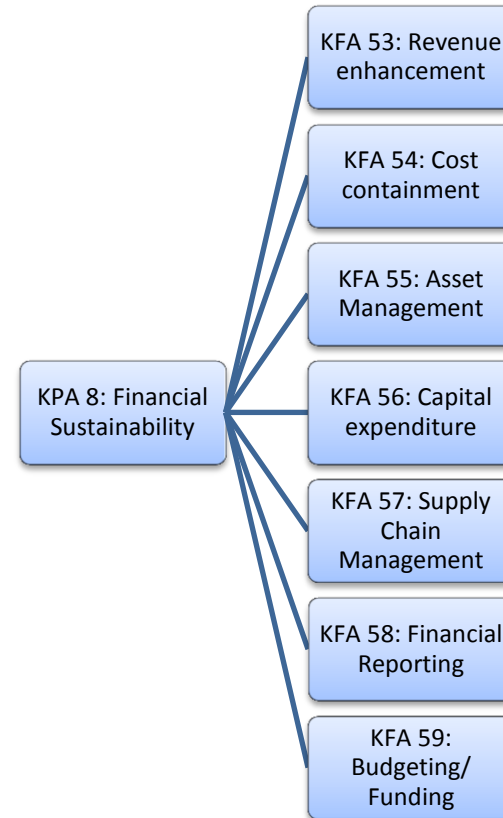 KFA 53: Revenue
enhancement
KFA 54: Cost
containment
KFA 55: Asset
Management
KPA 8: Financial
Sustainability
KFA 56: Capital
expenditure
KFA 57: Supply
Chain
Management
KFA 58: Financial
Reporting
KFA 59:
Budgeting/
Funding